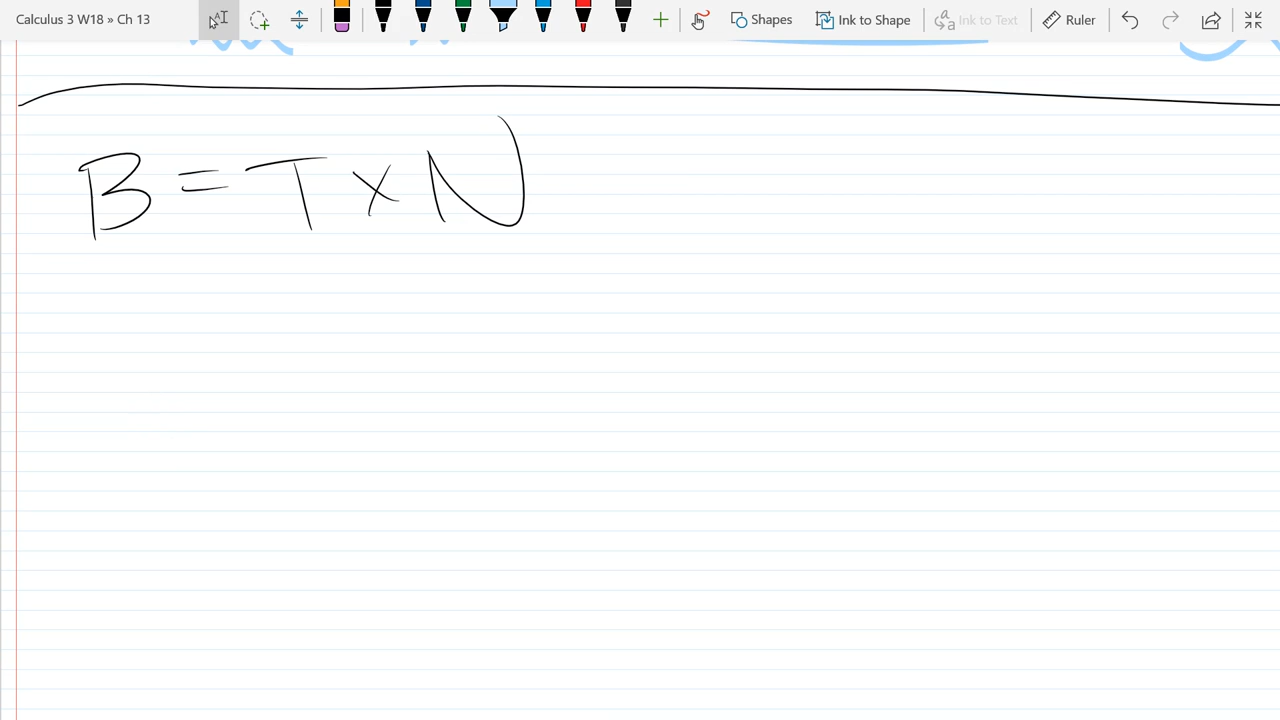 Calculus 3 W18 » Ch 13
Shapes
Ink to Shape
Ink to Text
Ruler
B = T × N